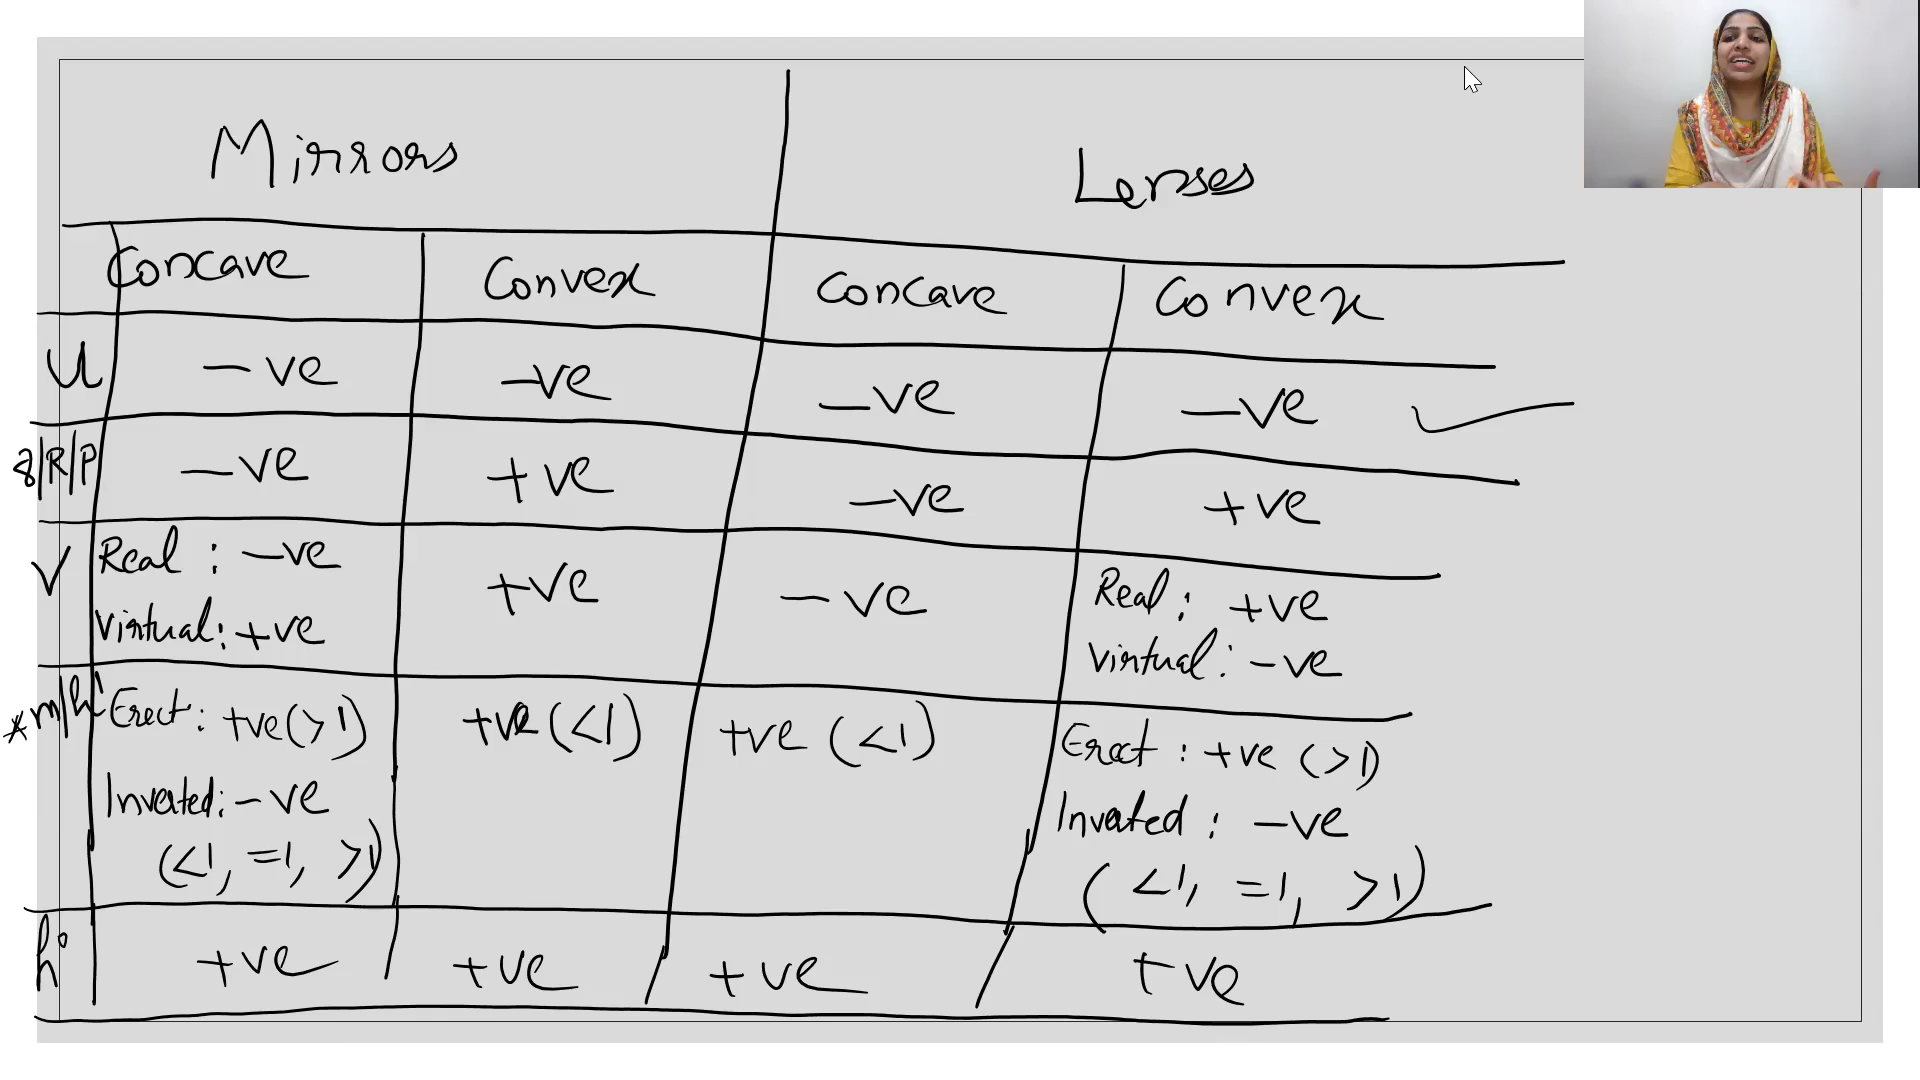 Mirrors Lenses
Concave Convex Concave Convex
u -ve -ve -ve -ve
f/R/P -ve +ve -ve +ve
V Real : -ve +ve -ve Real : +ve
Virtual : +ve Virtual : -ve
*m/hⁱ Erect : +ve (>1) +ve (<1) +ve (<1) Erect : +ve (>1)
Inverted : -ve Inverted : -ve
(<1, =1, >1) (<1, =1, >1)
h° +ve +ve +ve +ve